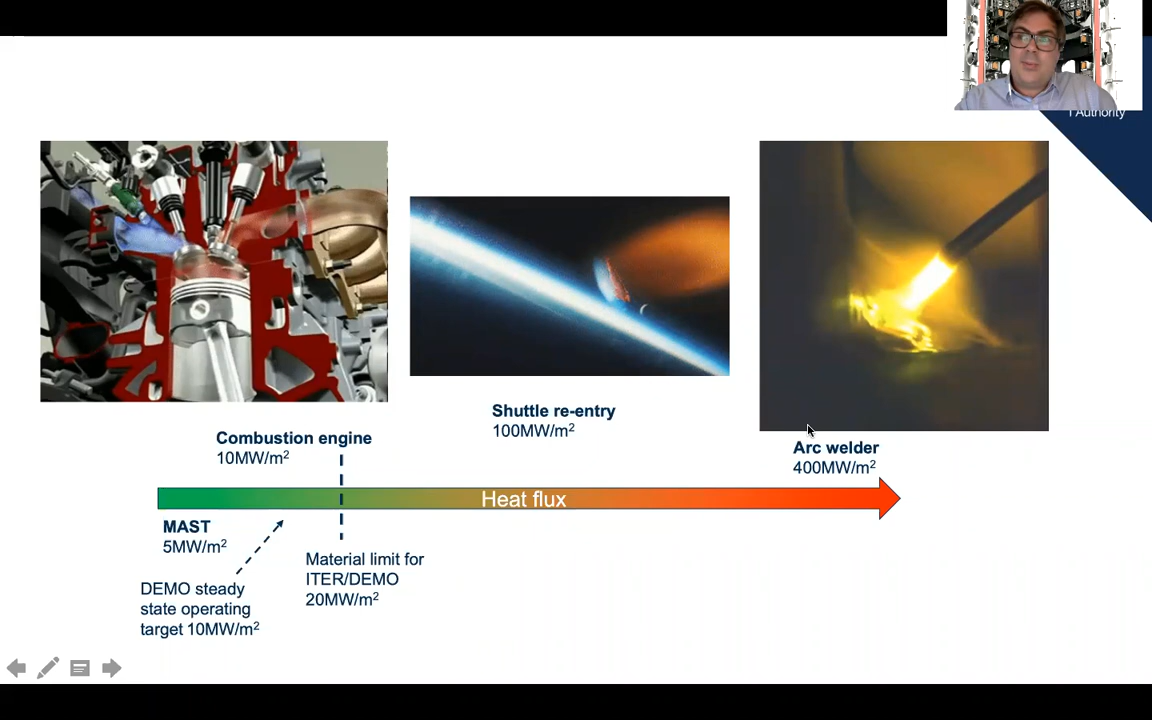 Authority
Combustion engine
10MW/m²
Shuttle re-entry
100MW/m²
Arc welder
400MW/m²
Heat flux
MAST
5MW/m²
DEMO steady
state operating
target 10MW/m²
Material limit for
ITER/DEMO
20MW/m²